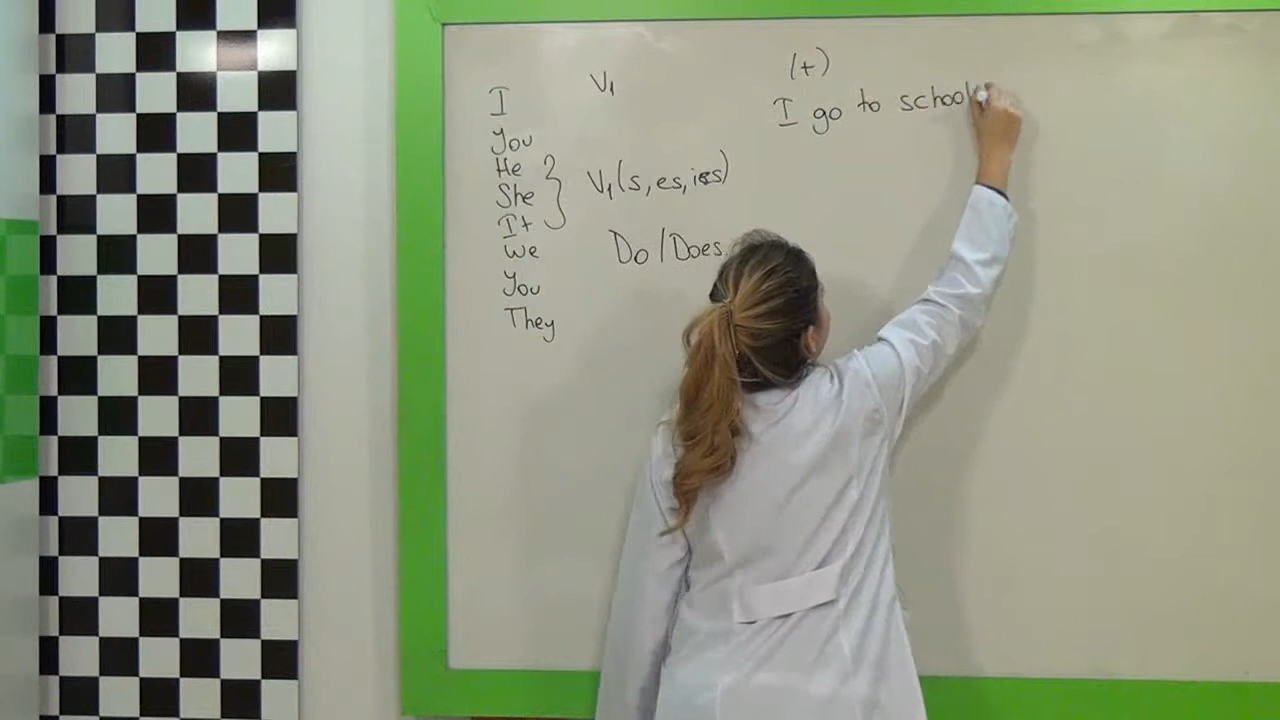 I
V1
(+)
I go to school
You
He
She
V1(s, es, ies)
It
We
Do/Does
You
They